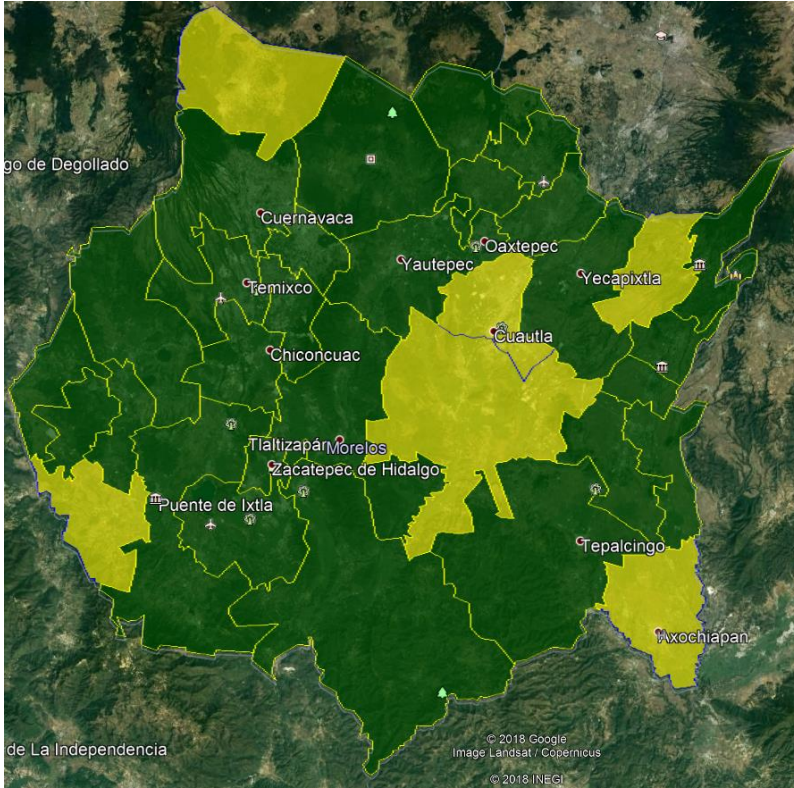 go de Degollado
Cuernavaca
Oaxtepec
Yautepec
Yecapixtla
Temixco
Cuautla
Chiconcuac
Tlaltizapán
Morelos
Zacatepec de Hidalgo
Puente de Ixtla
Tepalcingo
Axochiapan
de La Independencia
© 2018 Google
Image Landsat / Copernicus
© 2018 INEGI